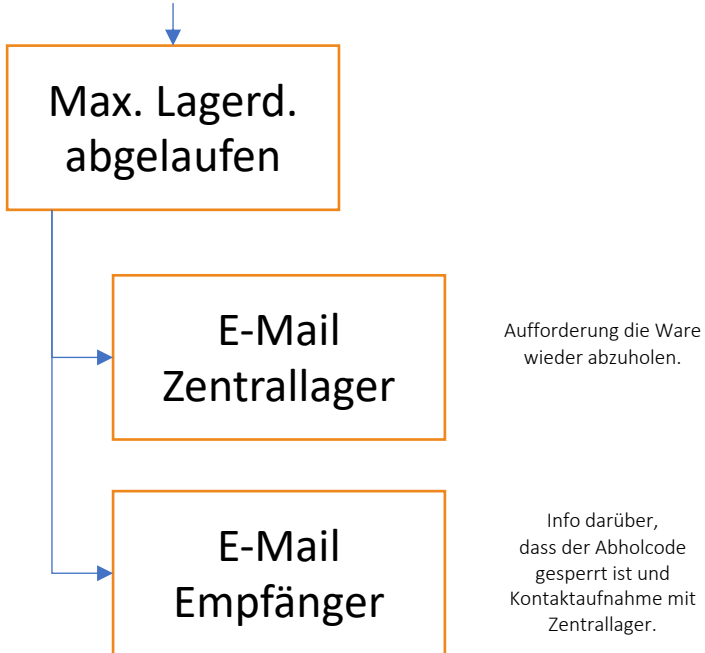 Max. Lagerd.
abgelaufen
E-Mail
Zentrallager
Aufforderung die Ware
wieder abzuholen.
E-Mail
Empfänger
Info darüber,
dass der Abholcode
gesperrt ist und
Kontaktaufnahme mit
Zentrallager.